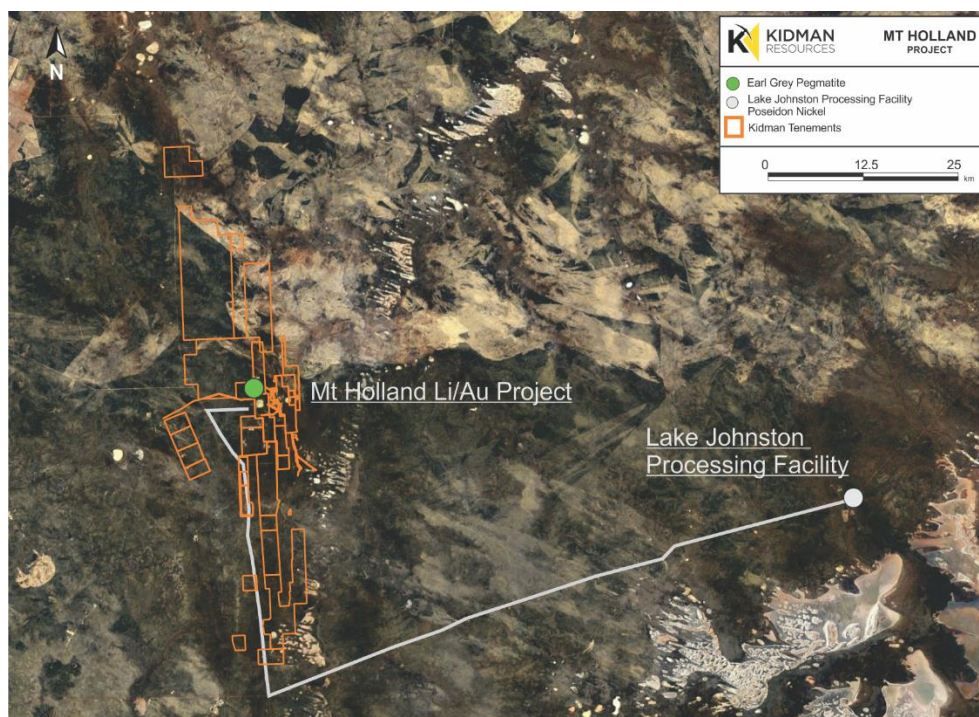 N
KIDMAN
RESOURCES
MT HOLLAND
PROJECT
Earl Grey Pegmatite
Lake Johnston Processing Facility
Poseidon Nickel
Kidman Tenements
0 12.5 25
km
Mt Holland Li/Au Project
Lake Johnston
Processing Facility